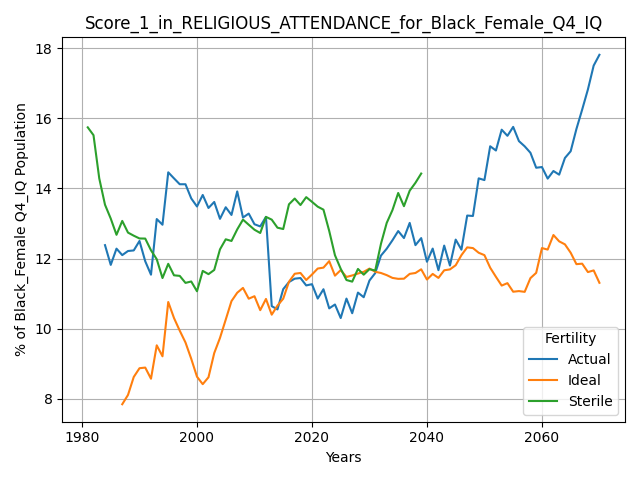 Score_1_in_RELIGIOUS_ATTENDANCE_for_Black_Female_Q4_IQ
% of Black_Female Q4_IQ Population
18
16
14
12
10
8
1980 2000 2020 2040 2060
Years
Fertility
Actual
Ideal
Sterile